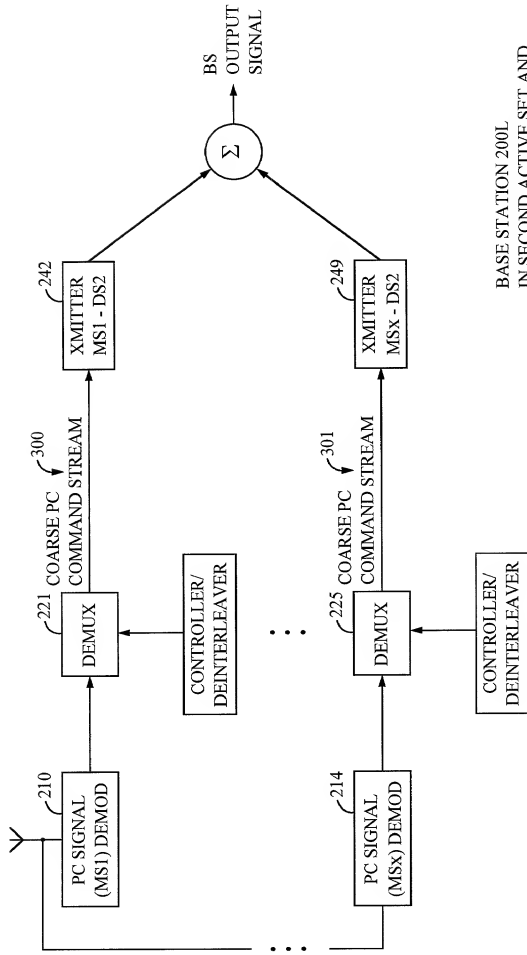 210
PC SIGNAL
(MS1) DEMOD
221
DEMUX
CONTROLLER/
DEINTERLEAVER
300
COARSE PC
COMMAND STREAM
242
XMITTER
MS1 - DS2
Σ
BS
OUTPUT
SIGNAL
214
PC SIGNAL
(MSx) DEMOD
225
DEMUX
CONTROLLER/
DEINTERLEAVER
301
COARSE PC
COMMAND STREAM
249
XMITTER
MSx - DS2
BASE STATION 200L
IN SECOND ACTIVE SET AND